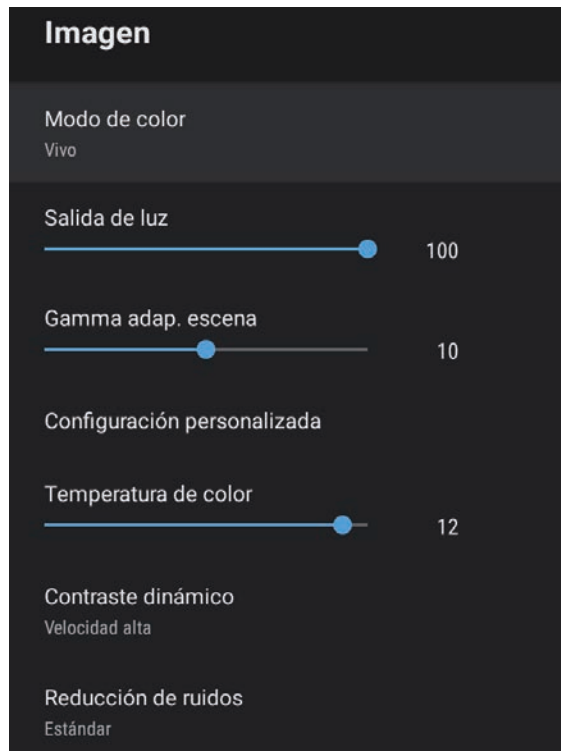 Imagen
Modo de color
Vivo
Salida de luz
100
Gamma adap. escena
10
Configuración personalizada
Temperatura de color
12
Contraste dinámico
Velocidad alta
Reducción de ruidos
Estándar